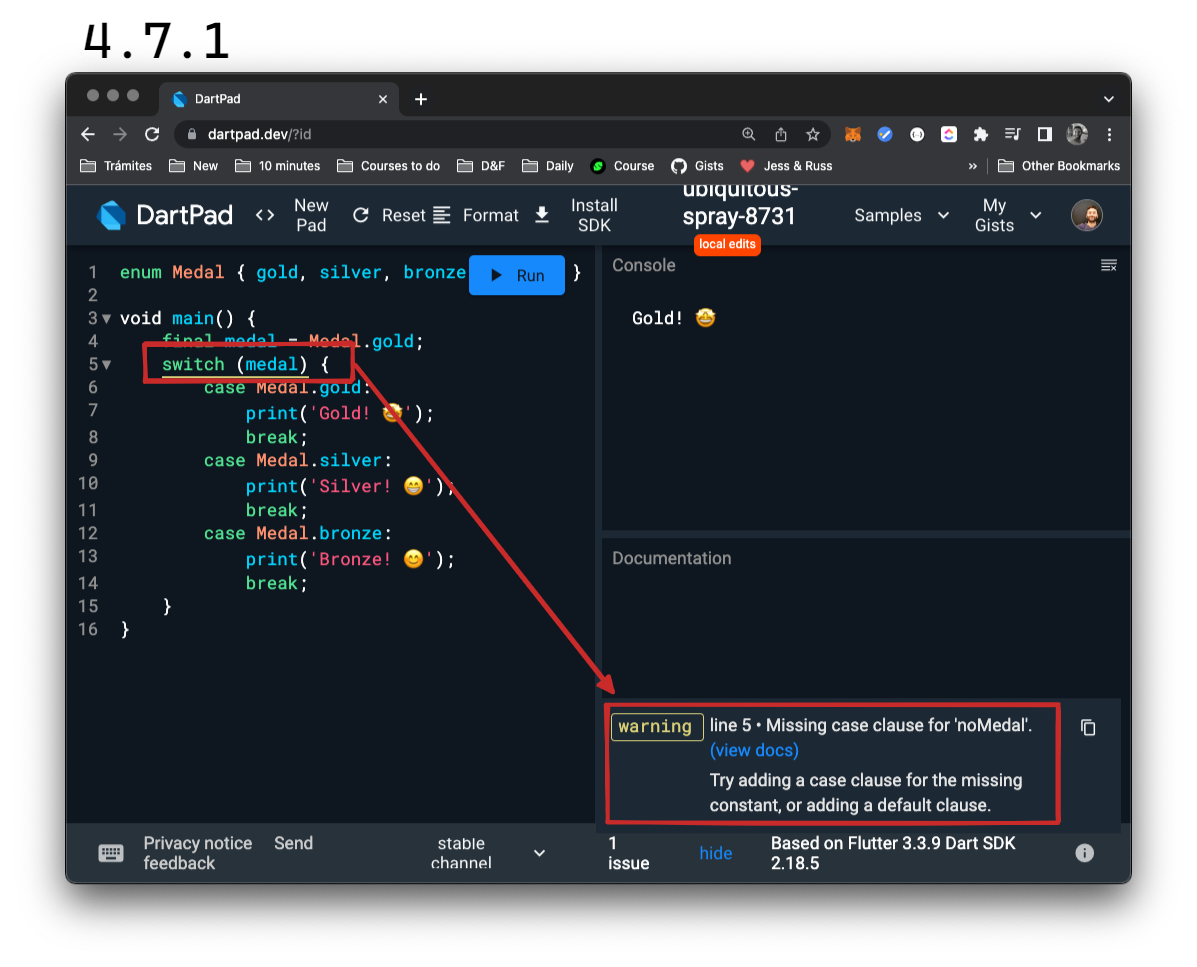 4.7.1
DartPad
dartpad.dev/?id
Trámites New 10 minutes Courses to do D&F Daily Course Gists Jess & Russ » Other Bookmarks
DartPad <> New Pad Reset Format Install SDK ubiquitous-spray-8731 Samples My Gists
local edits
1 enum Medal { gold, silver, bronze }
Run
2
3 void main() {
4 final medal = Medal.gold;
5 switch (medal) {
6 case Medal.gold:
7 print('Gold! 🤩');
8 break;
9 case Medal.silver:
10 print('Silver! 😁');
11 break;
12 case Medal.bronze:
13 print('Bronze! 😊');
14 break;
15 }
16 }
Console
Gold! 🤩
Documentation
warning line 5 • Missing case clause for 'noMedal'.
(view docs)
Try adding a case clause for the missing
constant, or adding a default clause.
Privacy notice Send feedback
stable channel
1 issue
hide
Based on Flutter 3.3.9 Dart SDK
2.18.5